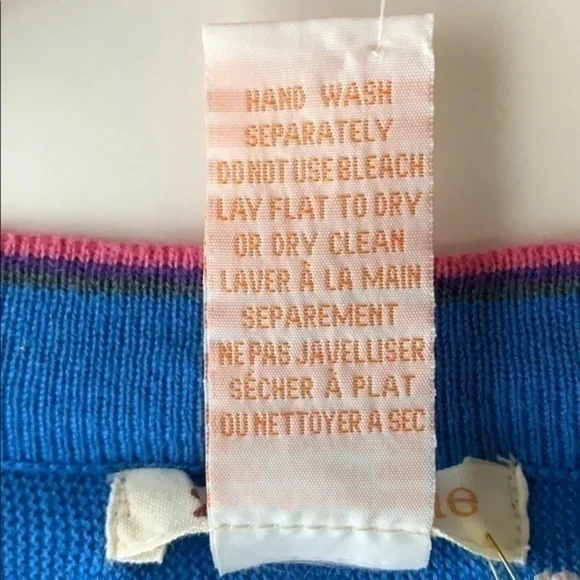 HAND WASH
SEPARATELY
DO NOT USE BLEACH
LAY FLAT TO DRY
OR DRY CLEAN
LAVER À LA MAIN
SEPAREMENT
NE PAS JAVELLISER
SÉCHER À PLAT
OU NETTOYER A SEC